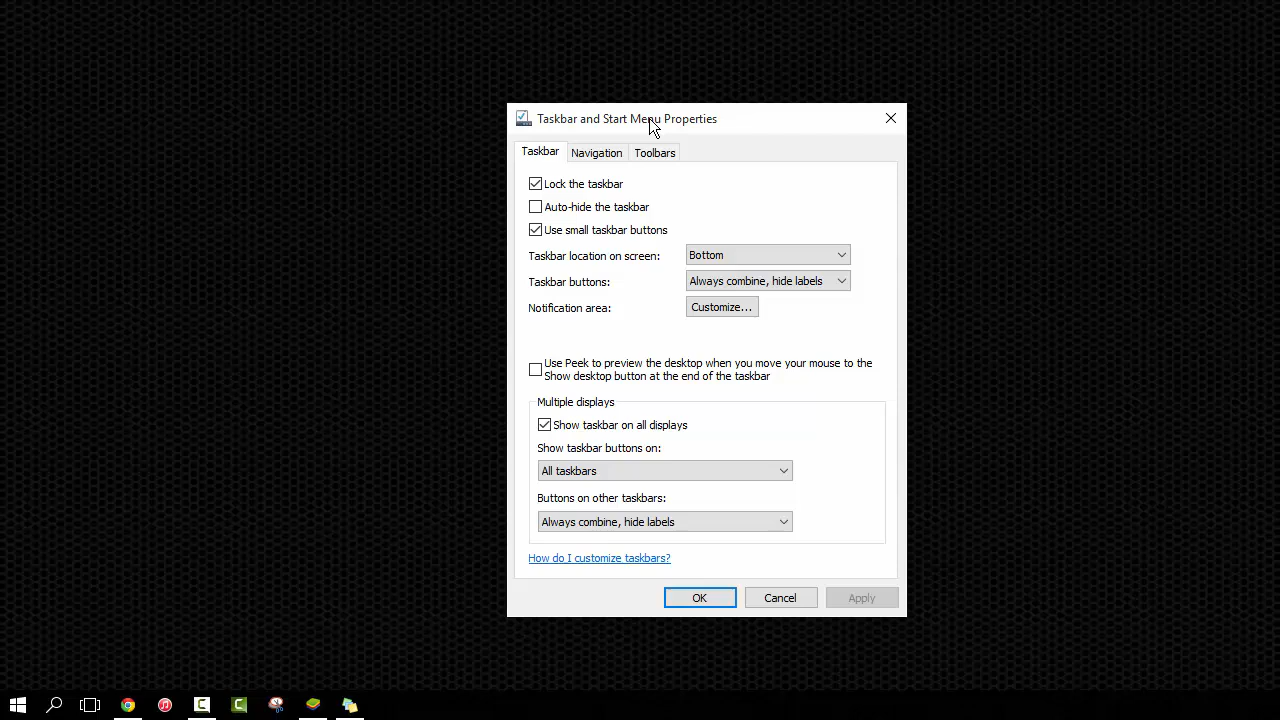 Taskbar and Start Menu Properties
Taskbar
Navigation
Toolbars
Lock the taskbar
Auto-hide the taskbar
Use small taskbar buttons
Taskbar location on screen: Bottom
Taskbar buttons: Always combine, hide labels
Notification area: Customize...
Use Peek to preview the desktop when you move your mouse to the
Show desktop button at the end of the taskbar
Multiple displays
Show taskbar on all displays
Show taskbar buttons on:
All taskbars
Buttons on other taskbars:
Always combine, hide labels
How do I customize taskbars?
OK
Cancel
Apply